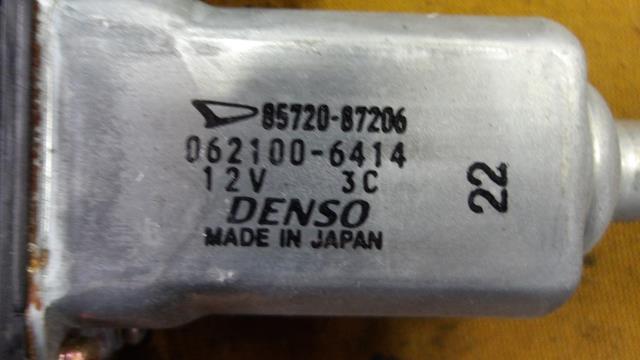 85720-87206
062100-6414
12V 3C
DENSO
MADE IN JAPAN
22